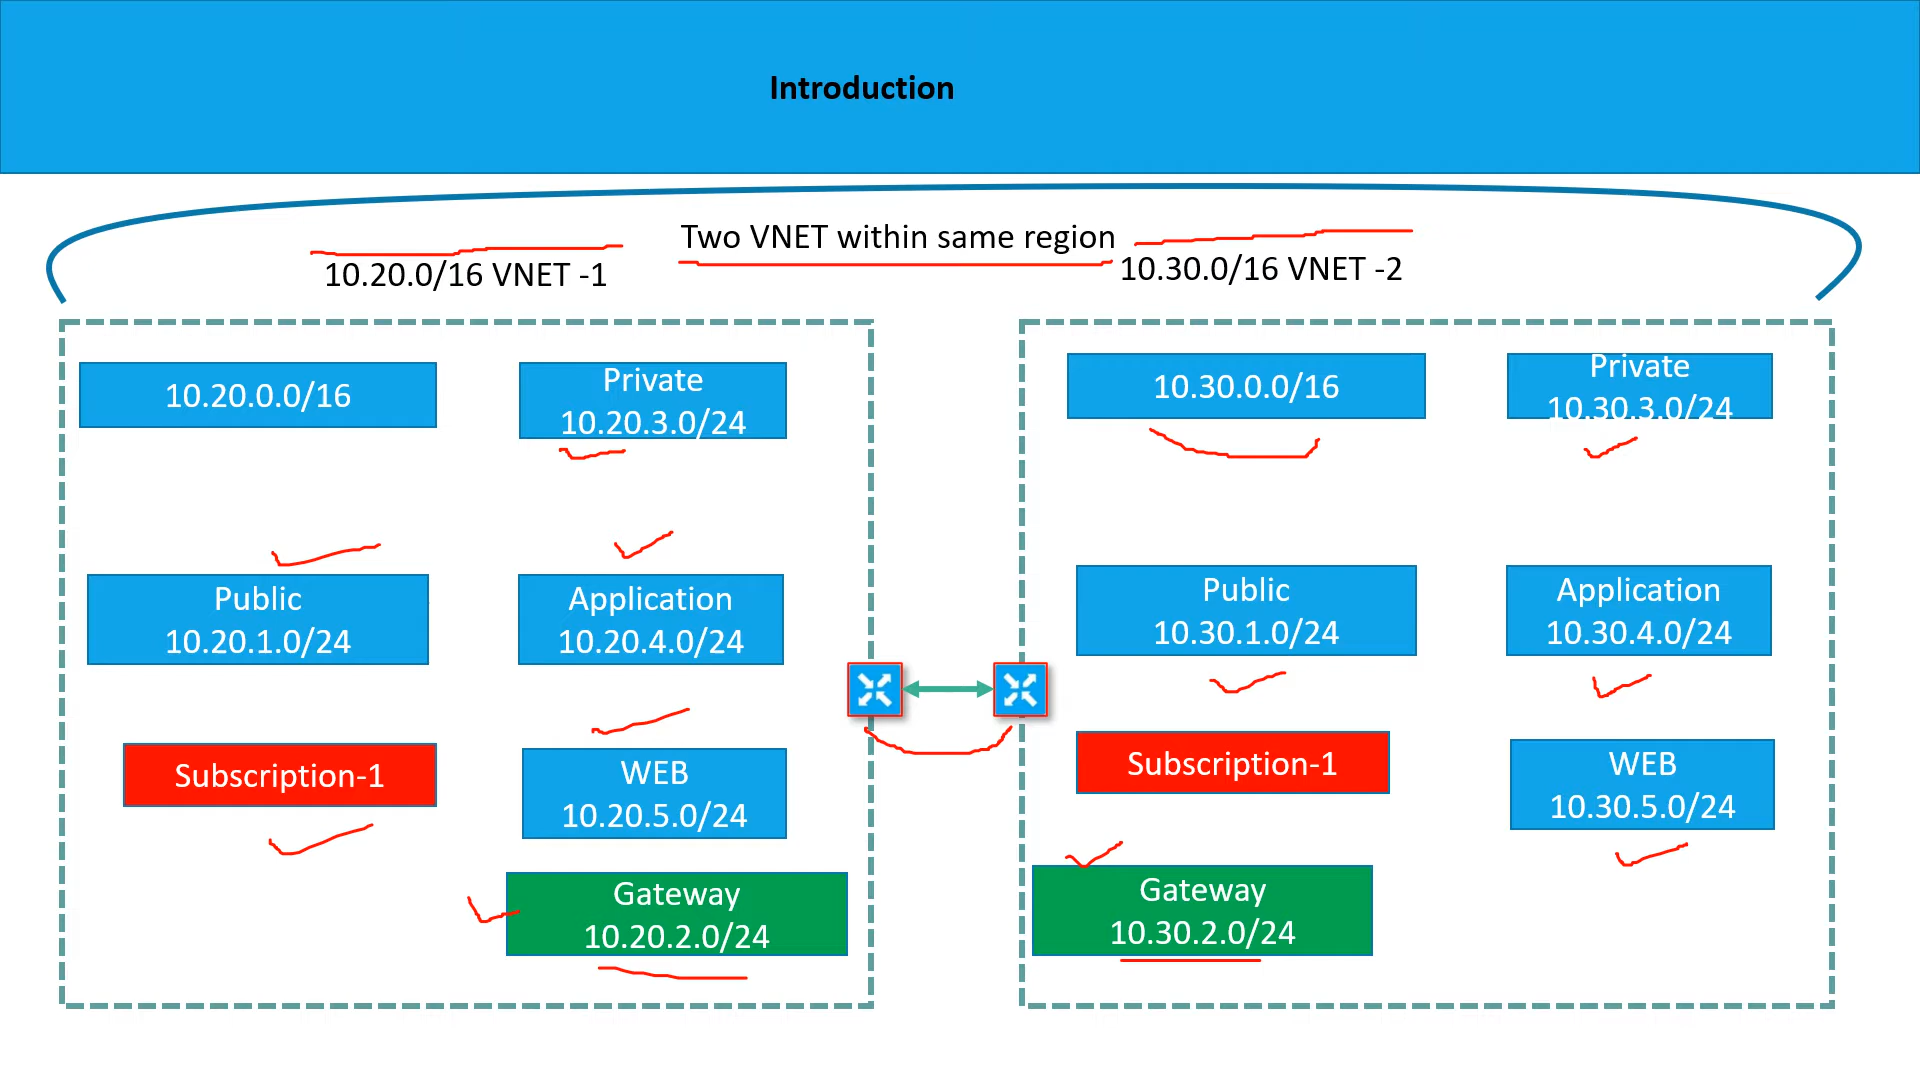 Introduction
Two VNET within same region
10.20.0/16 VNET -1
10.30.0/16 VNET -2
10.20.0.0/16
Private
10.20.3.0/24
Public
10.20.1.0/24
Application
10.20.4.0/24
Subscription-1
WEB
10.20.5.0/24
Gateway
10.20.2.0/24
10.30.0.0/16
Private
10.30.3.0/24
Public
10.30.1.0/24
Application
10.30.4.0/24
Subscription-1
WEB
10.30.5.0/24
Gateway
10.30.2.0/24